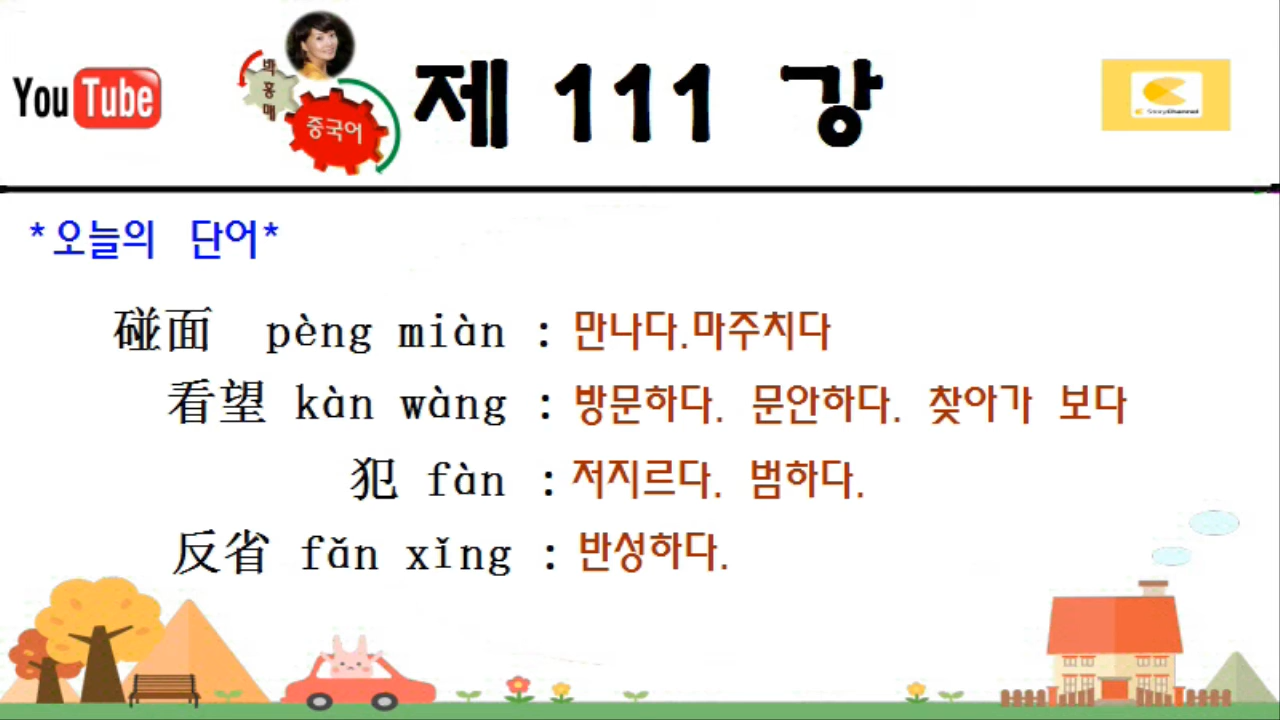 YouTube
박홍매
중국어
제 111 강
*오늘의 단어*
碰面 pèng miàn : 만나다.마주치다
看望 kàn wàng : 방문하다. 문안하다. 찾아가 보다
犯 fàn : 저지르다. 범하다.
反省 fǎn xǐng : 반성하다.